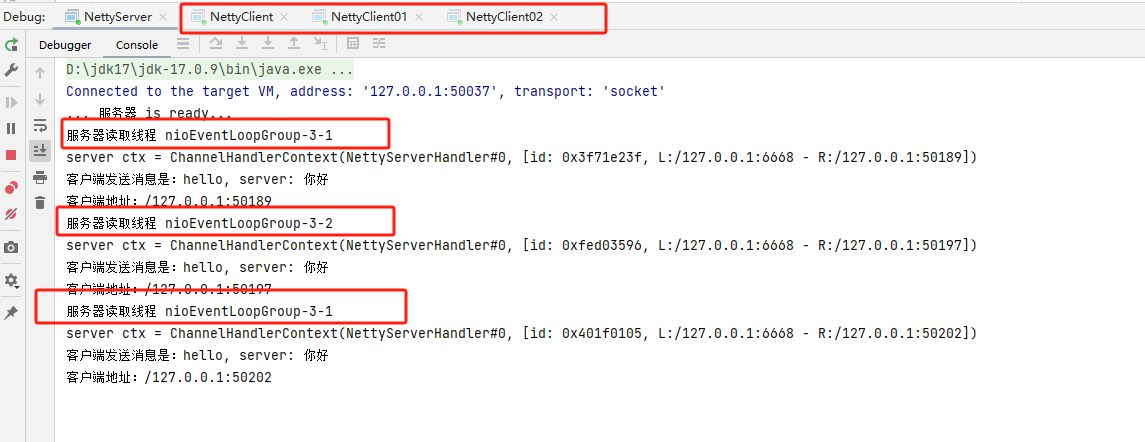 Debug: NettyServer × NettyClient × NettyClient01 × NettyClient02 ×
Debugger Console
D:\jdk17\jdk-17.0.9\bin\java.exe ...
Connected to the target VM, address: '127.0.0.1:50037', transport: 'socket'
... 服务器 is ready...
服务器读取线程 nioEventLoopGroup-3-1
server ctx = ChannelHandlerContext(NettyServerHandler#0, [id: 0x3f71e23f, L:/127.0.0.1:6668 - R:/127.0.0.1:50189])
客户端发送消息是：hello, server: 你好
客户端地址：/127.0.0.1:50189
服务器读取线程 nioEventLoopGroup-3-2
server ctx = ChannelHandlerContext(NettyServerHandler#0, [id: 0xfed03596, L:/127.0.0.1:6668 - R:/127.0.0.1:50197])
客户端发送消息是：hello, server: 你好
客户端地址：/127.0.0.1:50197
服务器读取线程 nioEventLoopGroup-3-1
server ctx = ChannelHandlerContext(NettyServerHandler#0, [id: 0x401f0105, L:/127.0.0.1:6668 - R:/127.0.0.1:50202])
客户端发送消息是：hello, server: 你好
客户端地址：/127.0.0.1:50202